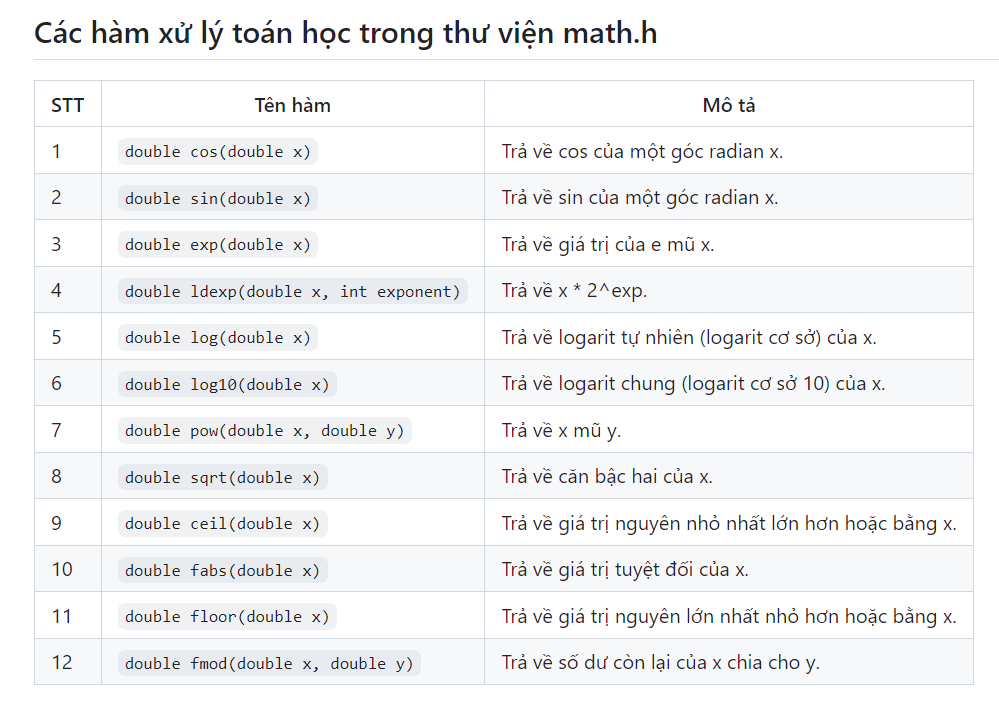 Các hàm xử lý toán học trong thư viện math.h
STT Tên hàm Mô tả
1 double cos(double x) Trả về cos của một góc radian x.
2 double sin(double x) Trả về sin của một góc radian x.
3 double exp(double x) Trả về giá trị của e mũ x.
4 double ldexp(double x, int exponent) Trả về x * 2^exp.
5 double log(double x) Trả về logarit tự nhiên (logarit cơ sở) của x.
6 double log10(double x) Trả về logarit chung (logarit cơ sở 10) của x.
7 double pow(double x, double y) Trả về x mũ y.
8 double sqrt(double x) Trả về căn bậc hai của x.
9 double ceil(double x) Trả về giá trị nguyên nhỏ nhất lớn hơn hoặc bằng x.
10 double fabs(double x) Trả về giá trị tuyệt đối của x.
11 double floor(double x) Trả về giá trị nguyên lớn nhất nhỏ hơn hoặc bằng x.
12 double fmod(double x, double y) Trả về số dư còn lại của x chia cho y.